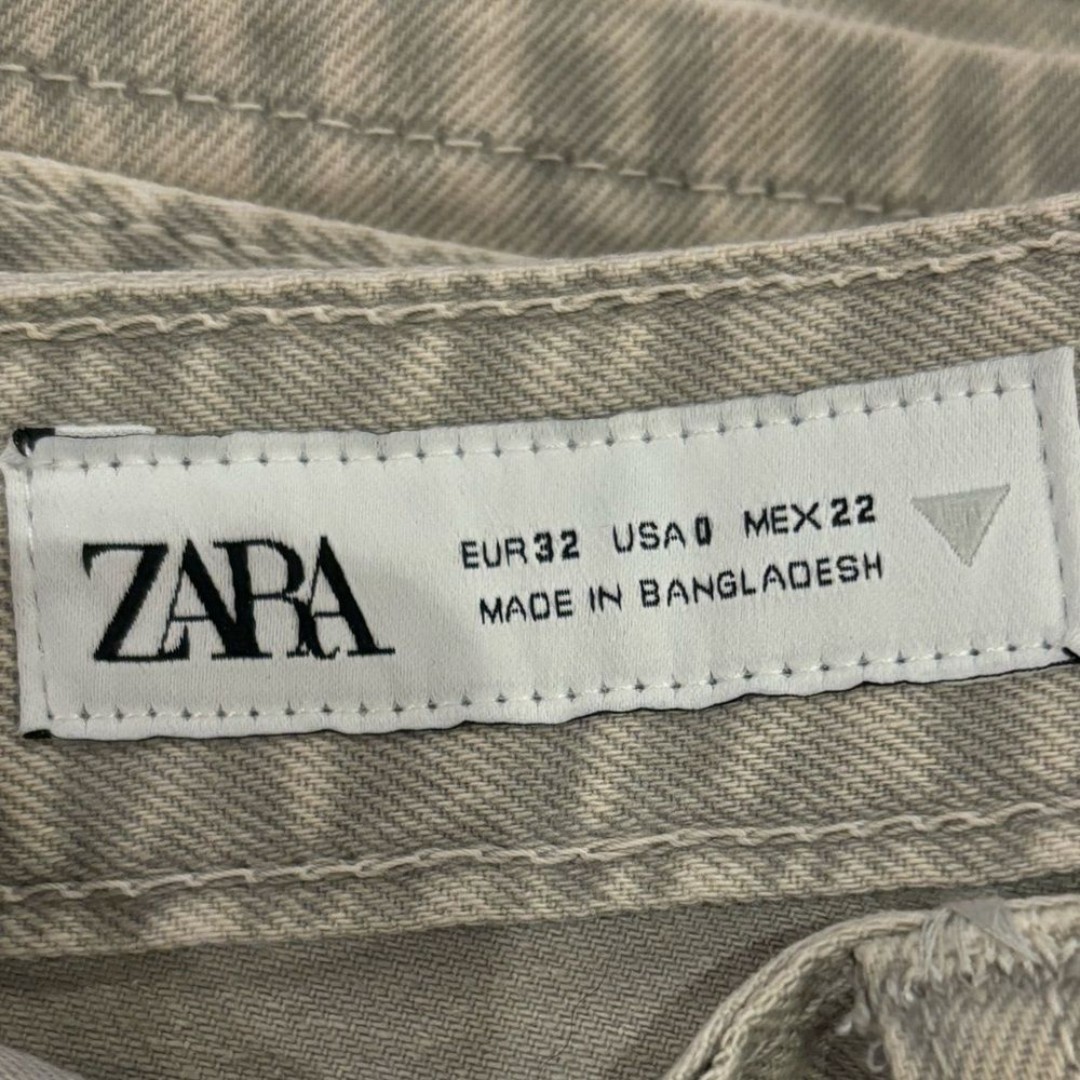 ZARA
EUR 32 USA 0 MEX 22
MADE IN BANGLADESH